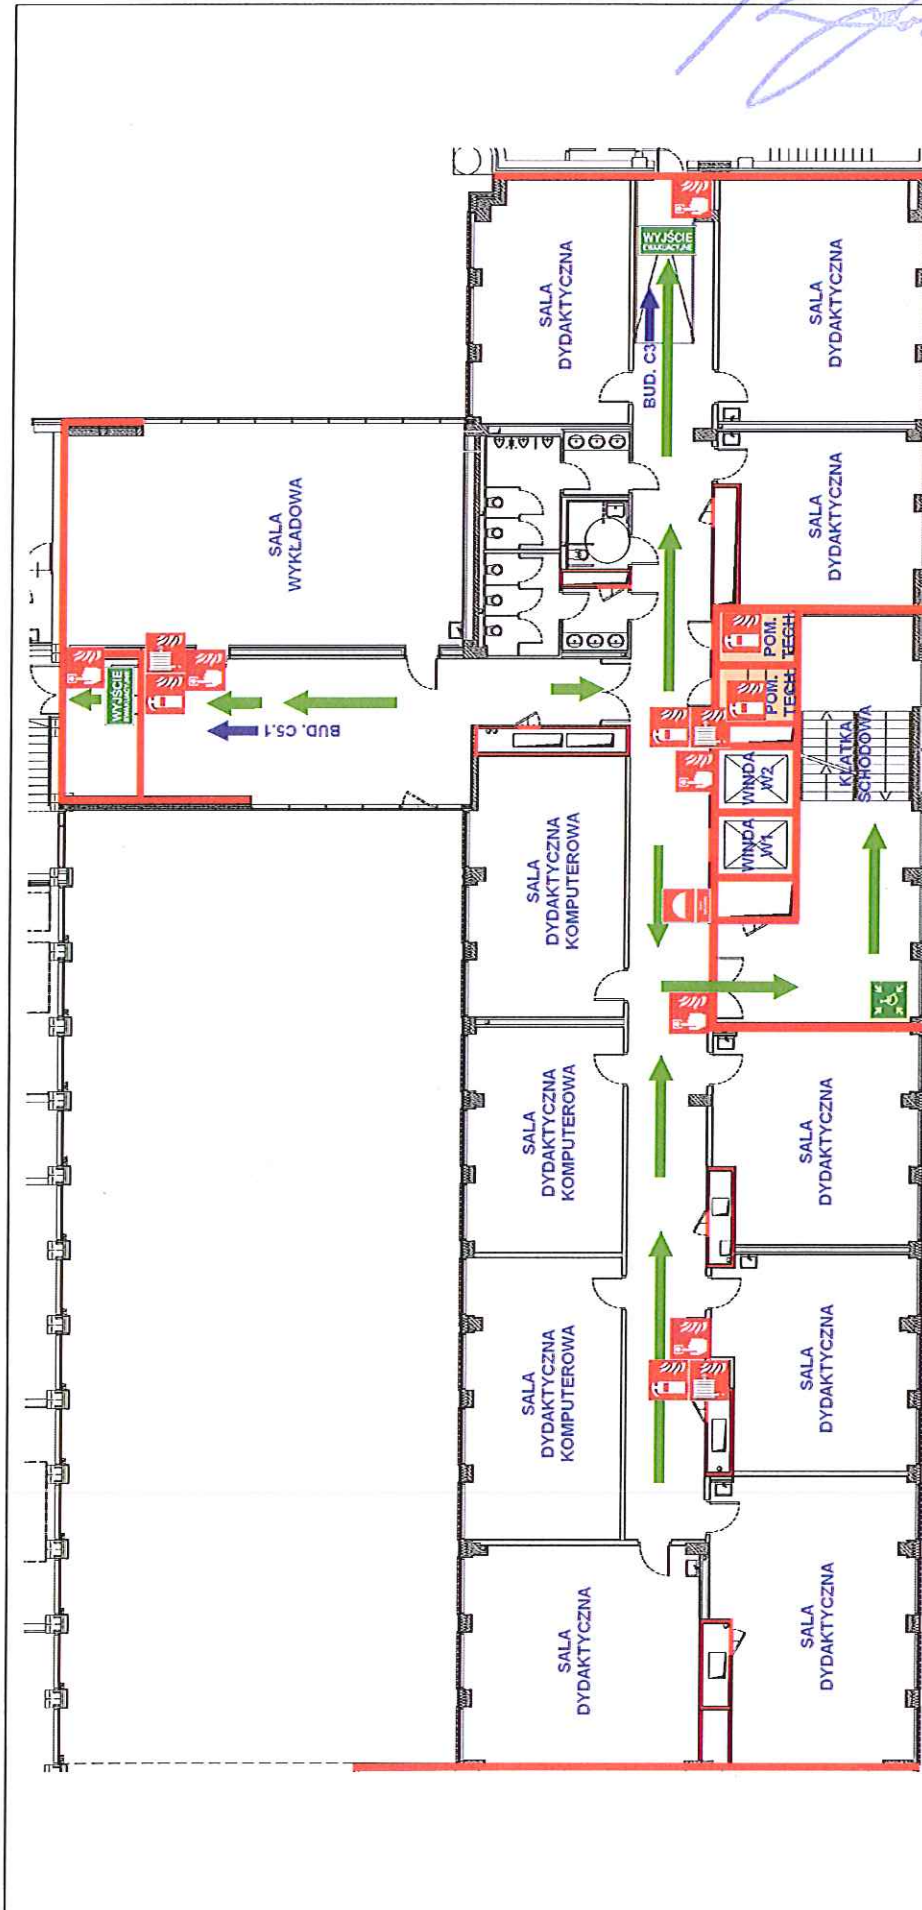 WYJŚCIE
EWAKUACYJNE
SALA
DYDAKTYCZNA
BUD. C3
SALA
DYDAKTYCZNA
SALA
WYKŁADOWA
SALA
DYDAKTYCZNA
WYJŚCIE
EWAKUACYJNE
BUD. C5.1
POM.
TECH
POM.
TECH.
KLATKA
SCHODOWA
WINDA
W2
WINDA
W1
SALA
DYDAKTYCZNA
KOMPUTEROWA
SALA
DYDAKTYCZNA
KOMPUTEROWA
SALA
DYDAKTYCZNA
SALA
DYDAKTYCZNA
KOMPUTEROWA
SALA
DYDAKTYCZNA
SALA
DYDAKTYCZNA
SALA
DYDAKTYCZNA